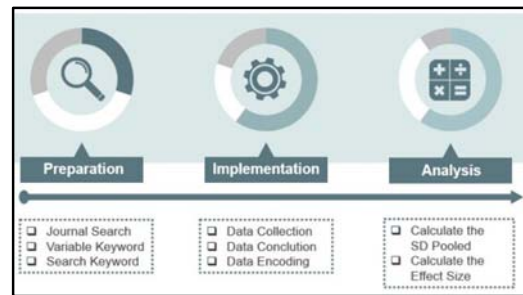 Preparation
Implementation
Analysis
Journal Search
Variable Keyword
Search Keyword
Data Collection
Data Conclution
Data Encoding
Calculate the
SD Pooled
Calculate the
Effect Size